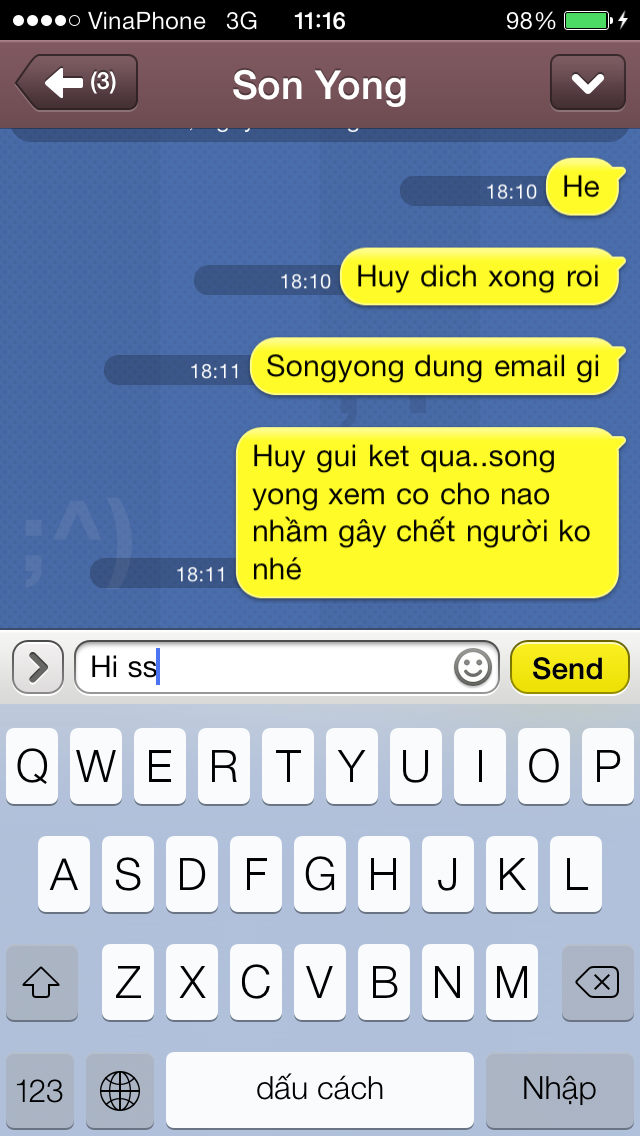 VinaPhone 3G 11:16 98%
(3) Son Yong
18:10 He
18:10 Huy dich xong roi
18:11 Songyong dung email gi
Huy gui ket qua..song
yong xem co cho nao
nhầm gây chết người ko
18:11 nhé
;^)
Hi ss Send
Q W E R T Y U I O P
A S D F G H J K L
Z X C V B N M
123 dấu cách Nhập